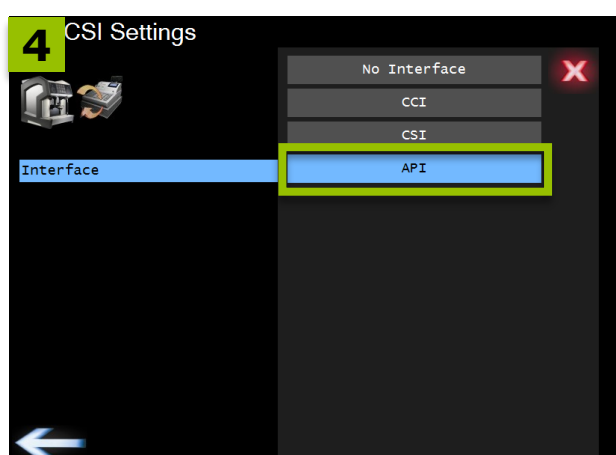 4
CSI Settings
No Interface
CCI
CSI
Interface
API